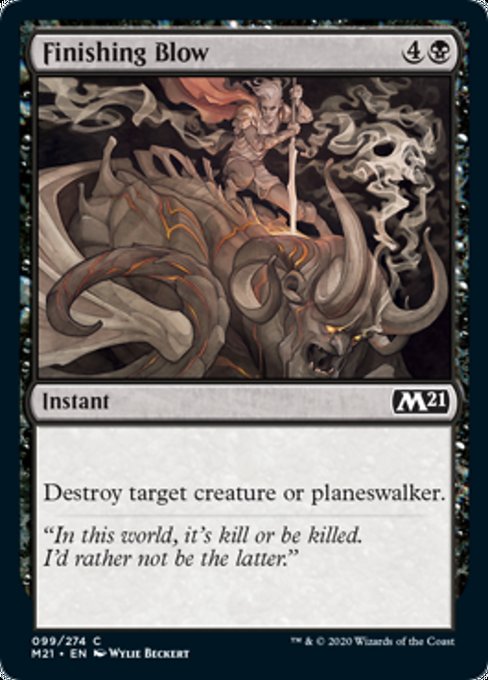 Finishing Blow 4
Instant M21
Destroy target creature or planeswalker.
“In this world, it’s kill or be killed.
I’d rather not be the latter.”
099/274 C ™ & © 2020 Wizards of the Coast
M21 • EN Wylie Beckert